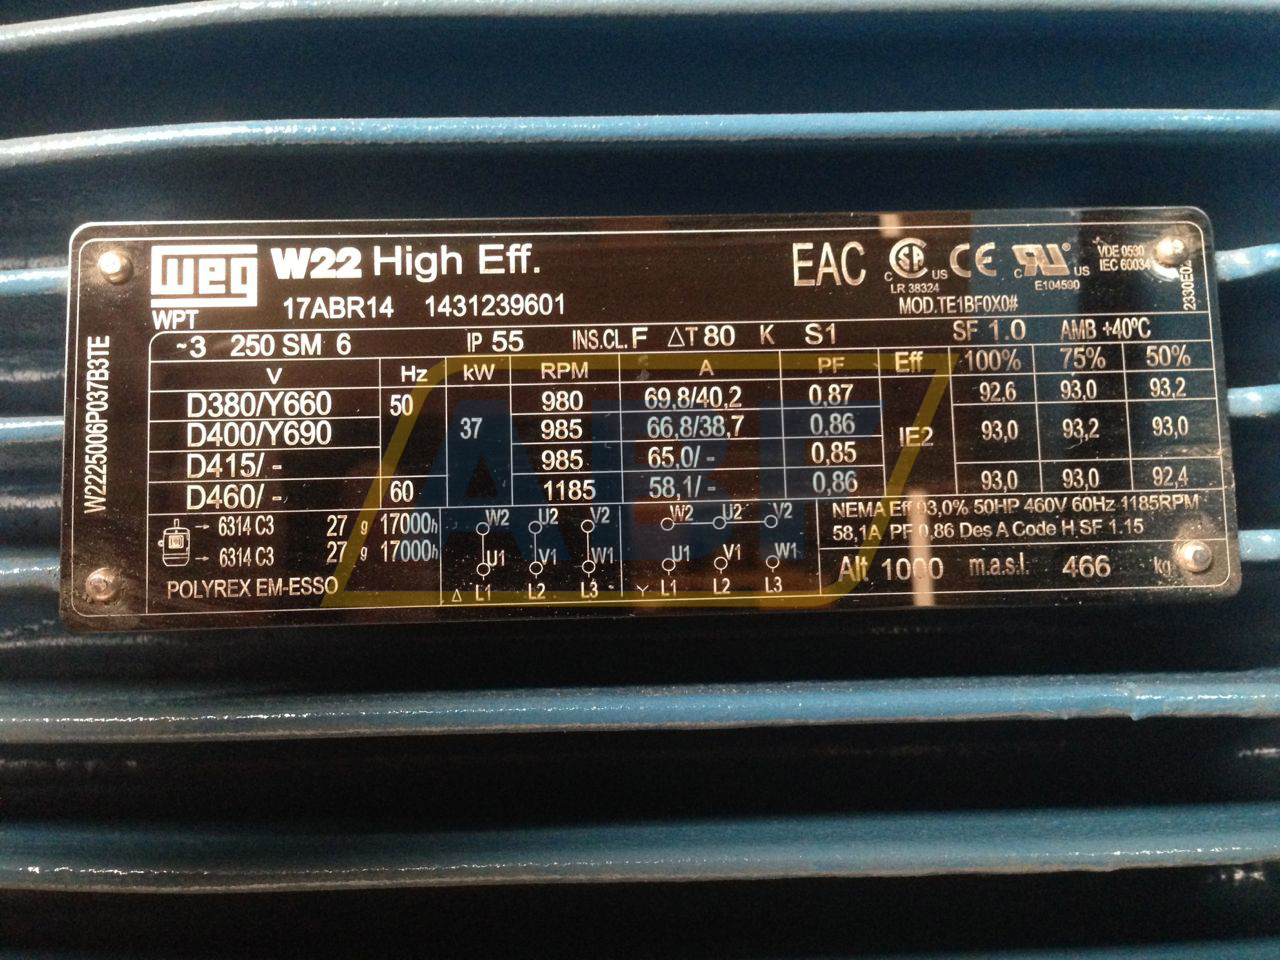 weg W22 High Eff.
WPT 17ABR14 1431239601
EAC
C SA US
LR 38324
CE
C RU US
E104590
VDE 0530
IEC 60034
MOD.TE1BF0X0#
W2225006P037B3TE
~3 250 SM 6 IP 55 INS.CL. F ΔT 80 K S1 SF 1.0 AMB +40ºC
V Hz kW RPM A PF Eff 100% 75% 50%
D380/Y660 50 37 980 69,8/40,2 0,87 IE2 92,6 93,0 93,2
D400/Y690 985 66,8/38,7 0,86 93,0 93,2 93,0
D415/- 985 65,0/- 0,85
D460/- 60 1185 58,1/- 0,86 93,0 93,0 92,4
→ 6314 C3 27 g 17000h
→ 6314 C3 27 g 17000h
POLYREX EM-ESSO
W2 U2 V2
U1 V1 W1
Δ L1 L2 L3
W2 U2 V2
U1 V1 W1
Y L1 L2 L3
NEMA Eff 93,0% 50HP 460V 60Hz 1185RPM
58,1A PF 0,86 Des A Code H SF 1.15
Alt 1000 m.a.s.l 466 kg
ABF